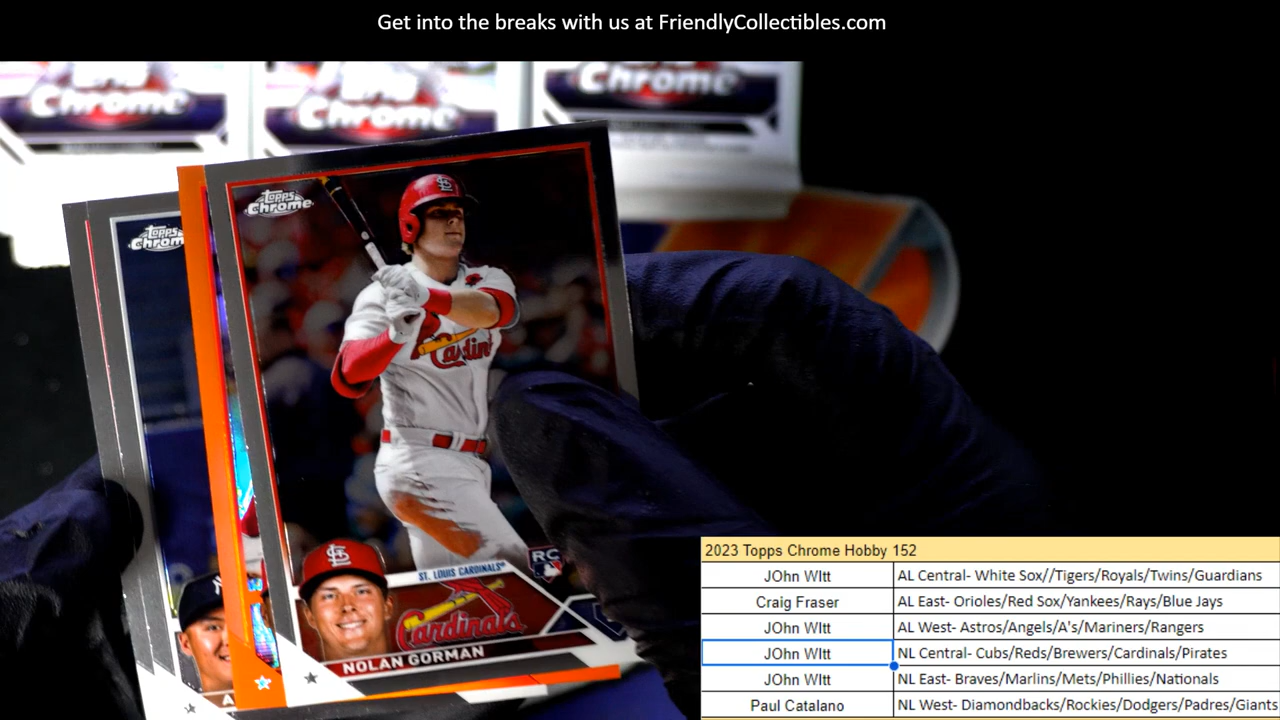 Get into the breaks with us at FriendlyCollectibles.com
Chrome
Chrome
Chrome
TOPPS
Chrome
TOPPS
Chrom
Cardin
RC
ST. LOUIS CARDINALS
Cardinals
NOLAN GORMAN
A
2023 Topps Chrome Hobby 152
JOhn WItt AL Central- White Sox//Tigers/Royals/Twins/Guardians
Craig Fraser AL East- Orioles/Red Sox/Yankees/Rays/Blue Jays
JOhn WItt AL West- Astros/Angels/A's/Mariners/Rangers
JOhn WItt NL Central- Cubs/Reds/Brewers/Cardinals/Pirates
JOhn WItt NL East- Braves/Marlins/Mets/Phillies/Nationals
Paul Catalano NL West- Diamondbacks/Rockies/Dodgers/Padres/Giants